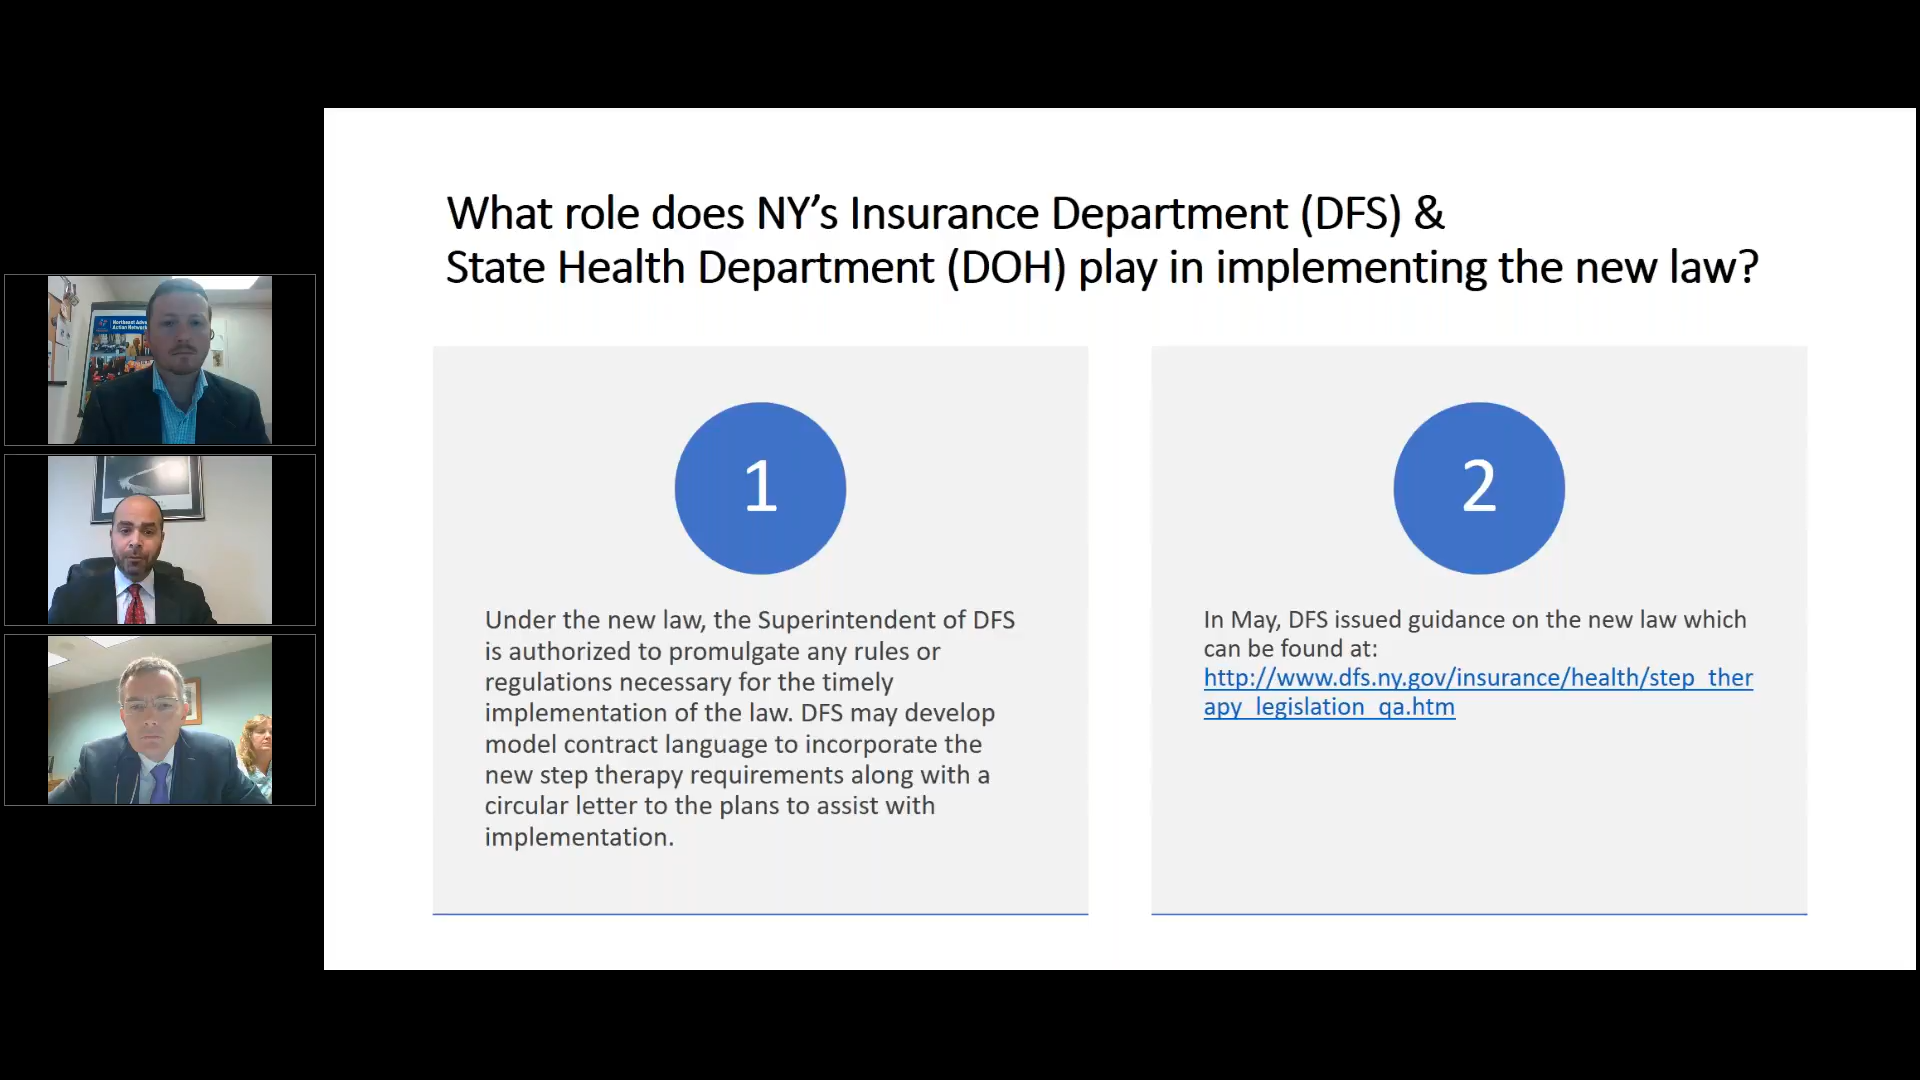 What role does NY’s Insurance Department (DFS) &
State Health Department (DOH) play in implementing the new law?
Northeast
Action Network
1
Under the new law, the Superintendent of DFS
is authorized to promulgate any rules or
regulations necessary for the timely
implementation of the law. DFS may develop
model contract language to incorporate the
new step therapy requirements along with a
circular letter to the plans to assist with
implementation.
2
In May, DFS issued guidance on the new law which
can be found at:
http://www.dfs.ny.gov/insurance/health/step_ther
apy_legislation_qa.htm